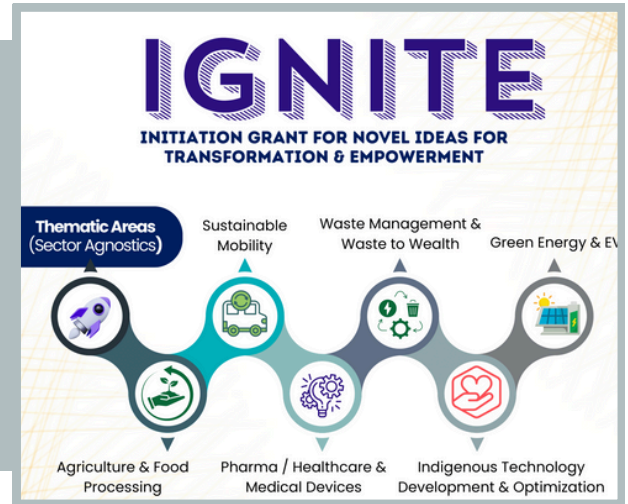 IGNITE
INITIATION GRANT FOR NOVEL IDEAS FOR
TRANSFORMATION & EMPOWERMENT
Thematic Areas
(Sector Agnostics)
Sustainable
Mobility
Waste Management &
Waste to Wealth
Green Energy & EV
Agriculture & Food
Processing
Pharma / Healthcare &
Medical Devices
Indigenous Technology
Development & Optimization